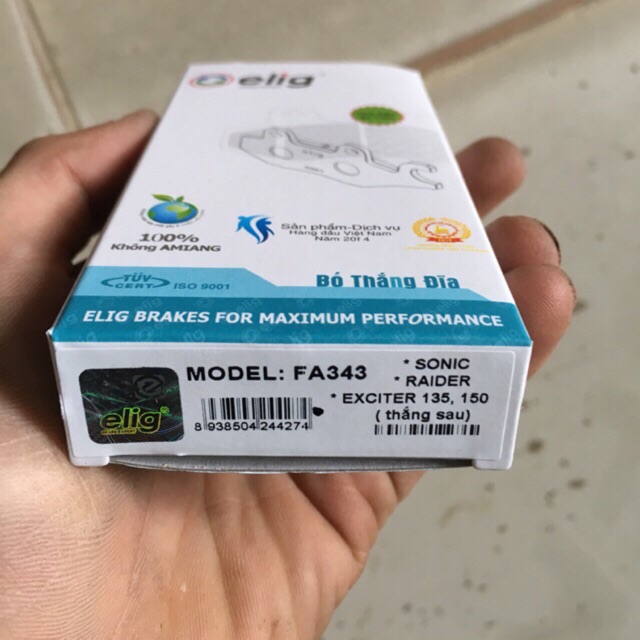 elig®
100%
Không AMIANG
Sản phẩm-Dịch vụ
Hàng đầu Việt Nam
Năm 2014
TÜV
CERT
ISO 9001
Bố Thắng Đĩa
ELIG BRAKES FOR MAXIMUM PERFORMANCE
elig
MODEL: FA343
8 938504 244274
* SONIC
* RAIDER
* EXCITER 135, 150
( thắng sau)